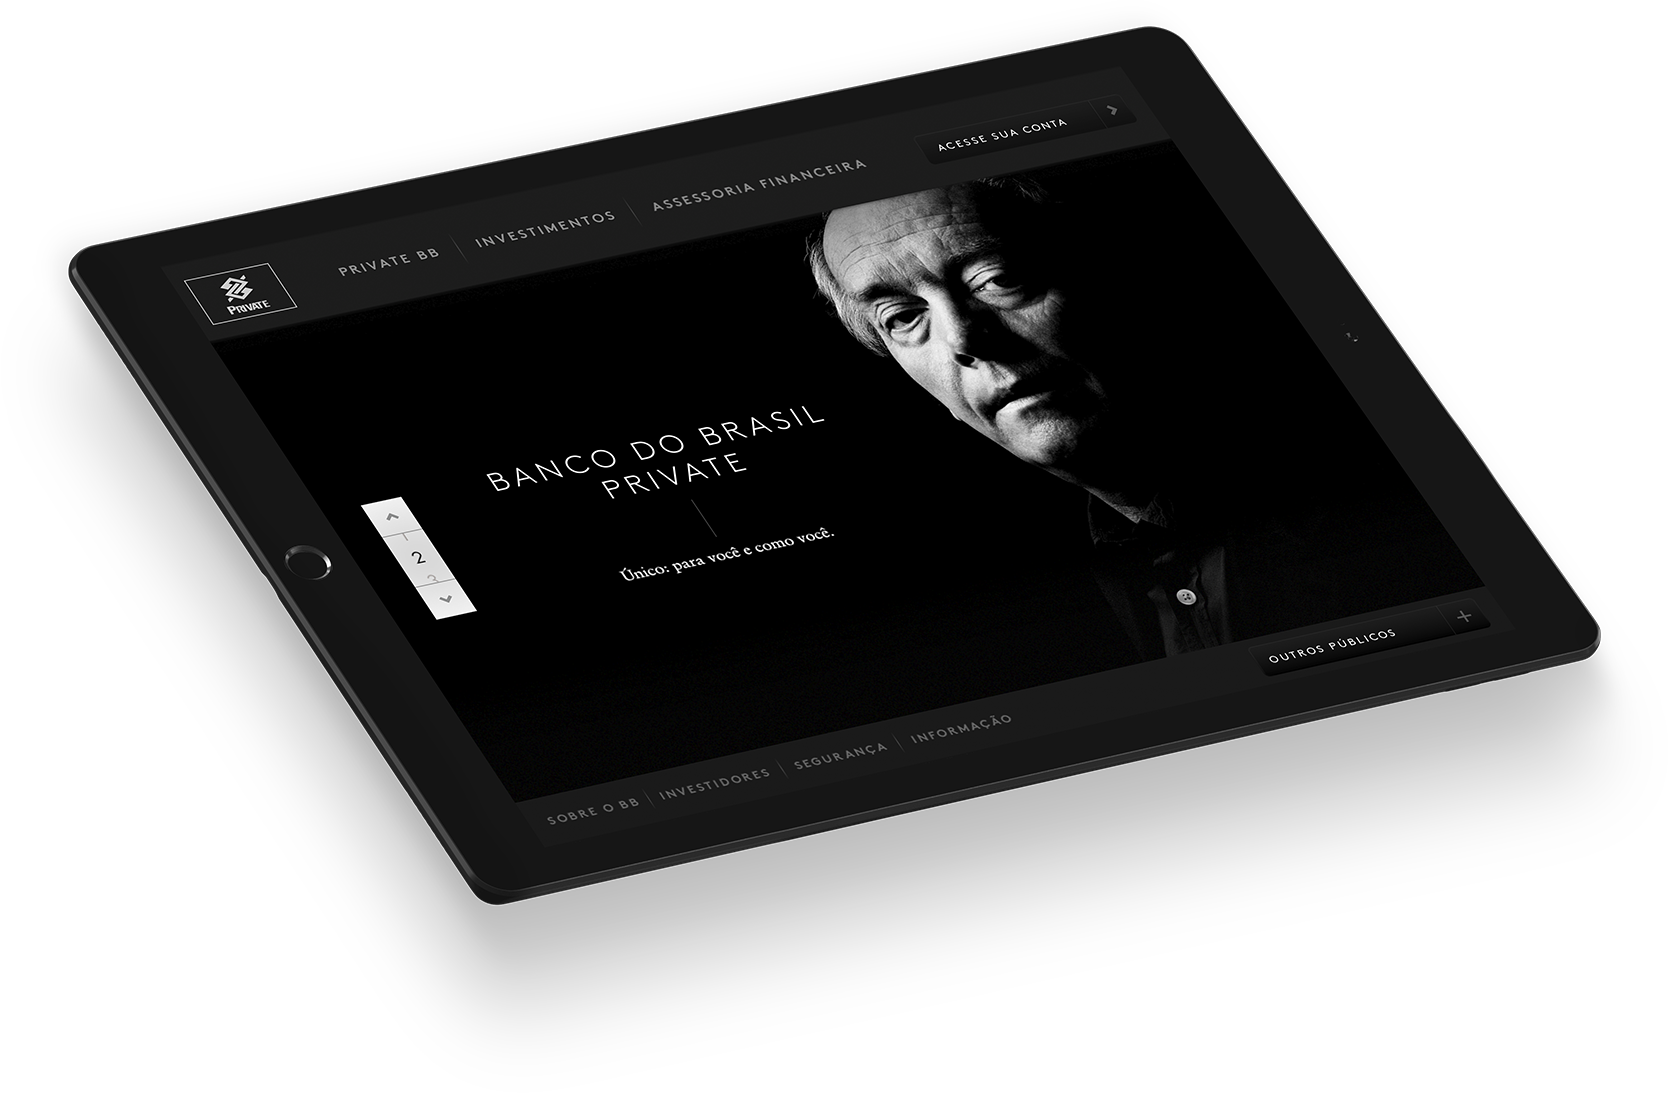 ACESSE SUA CONTA
PRIVATE
PRIVATE BB
INVESTIMENTOS
ASSESSORIA FINANCEIRA
BANCO DO BRASIL
PRIVATE
Único: para você e como você.
2
3
OUTROS PÚBLICOS
SOBRE O BB
INVESTIDORES
SEGURANÇA
INFORMAÇÃO